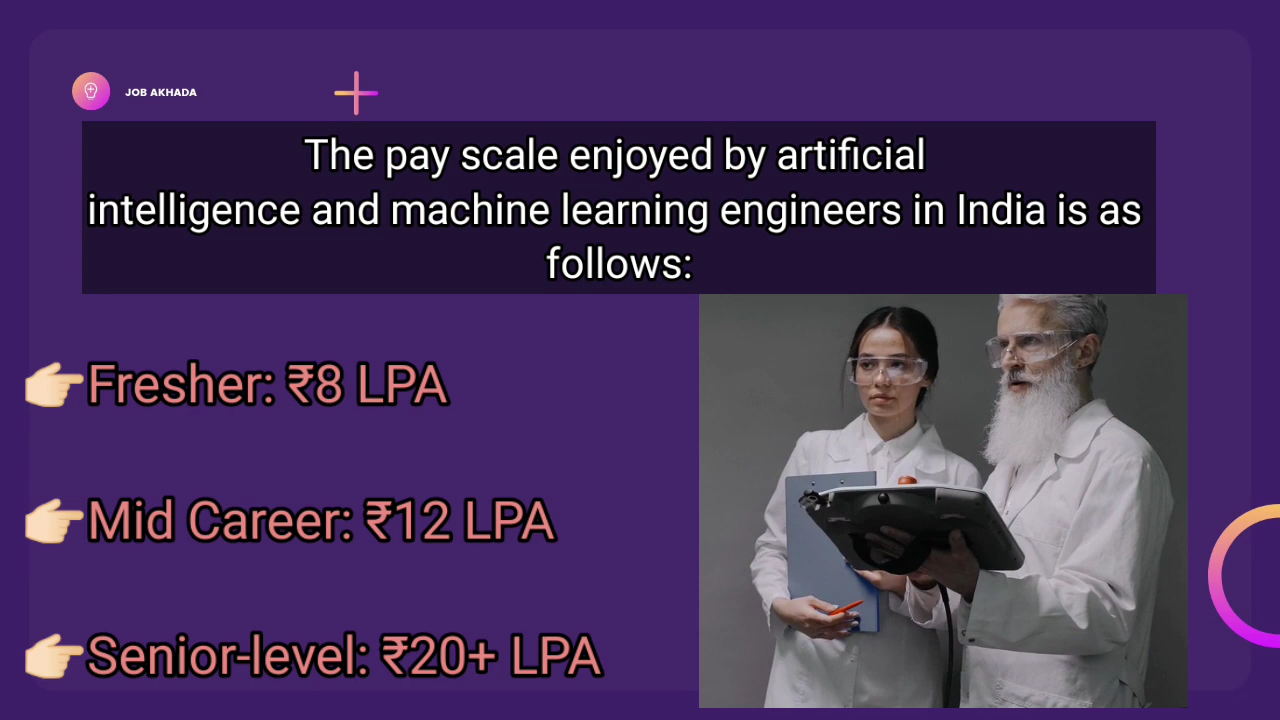 JOB AKHADA
The pay scale enjoyed by artificial
intelligence and machine learning engineers in India is as
follows:
👉Fresher: ₹8 LPA
👉Mid Career: ₹12 LPA
👉Senior-level: ₹20+ LPA